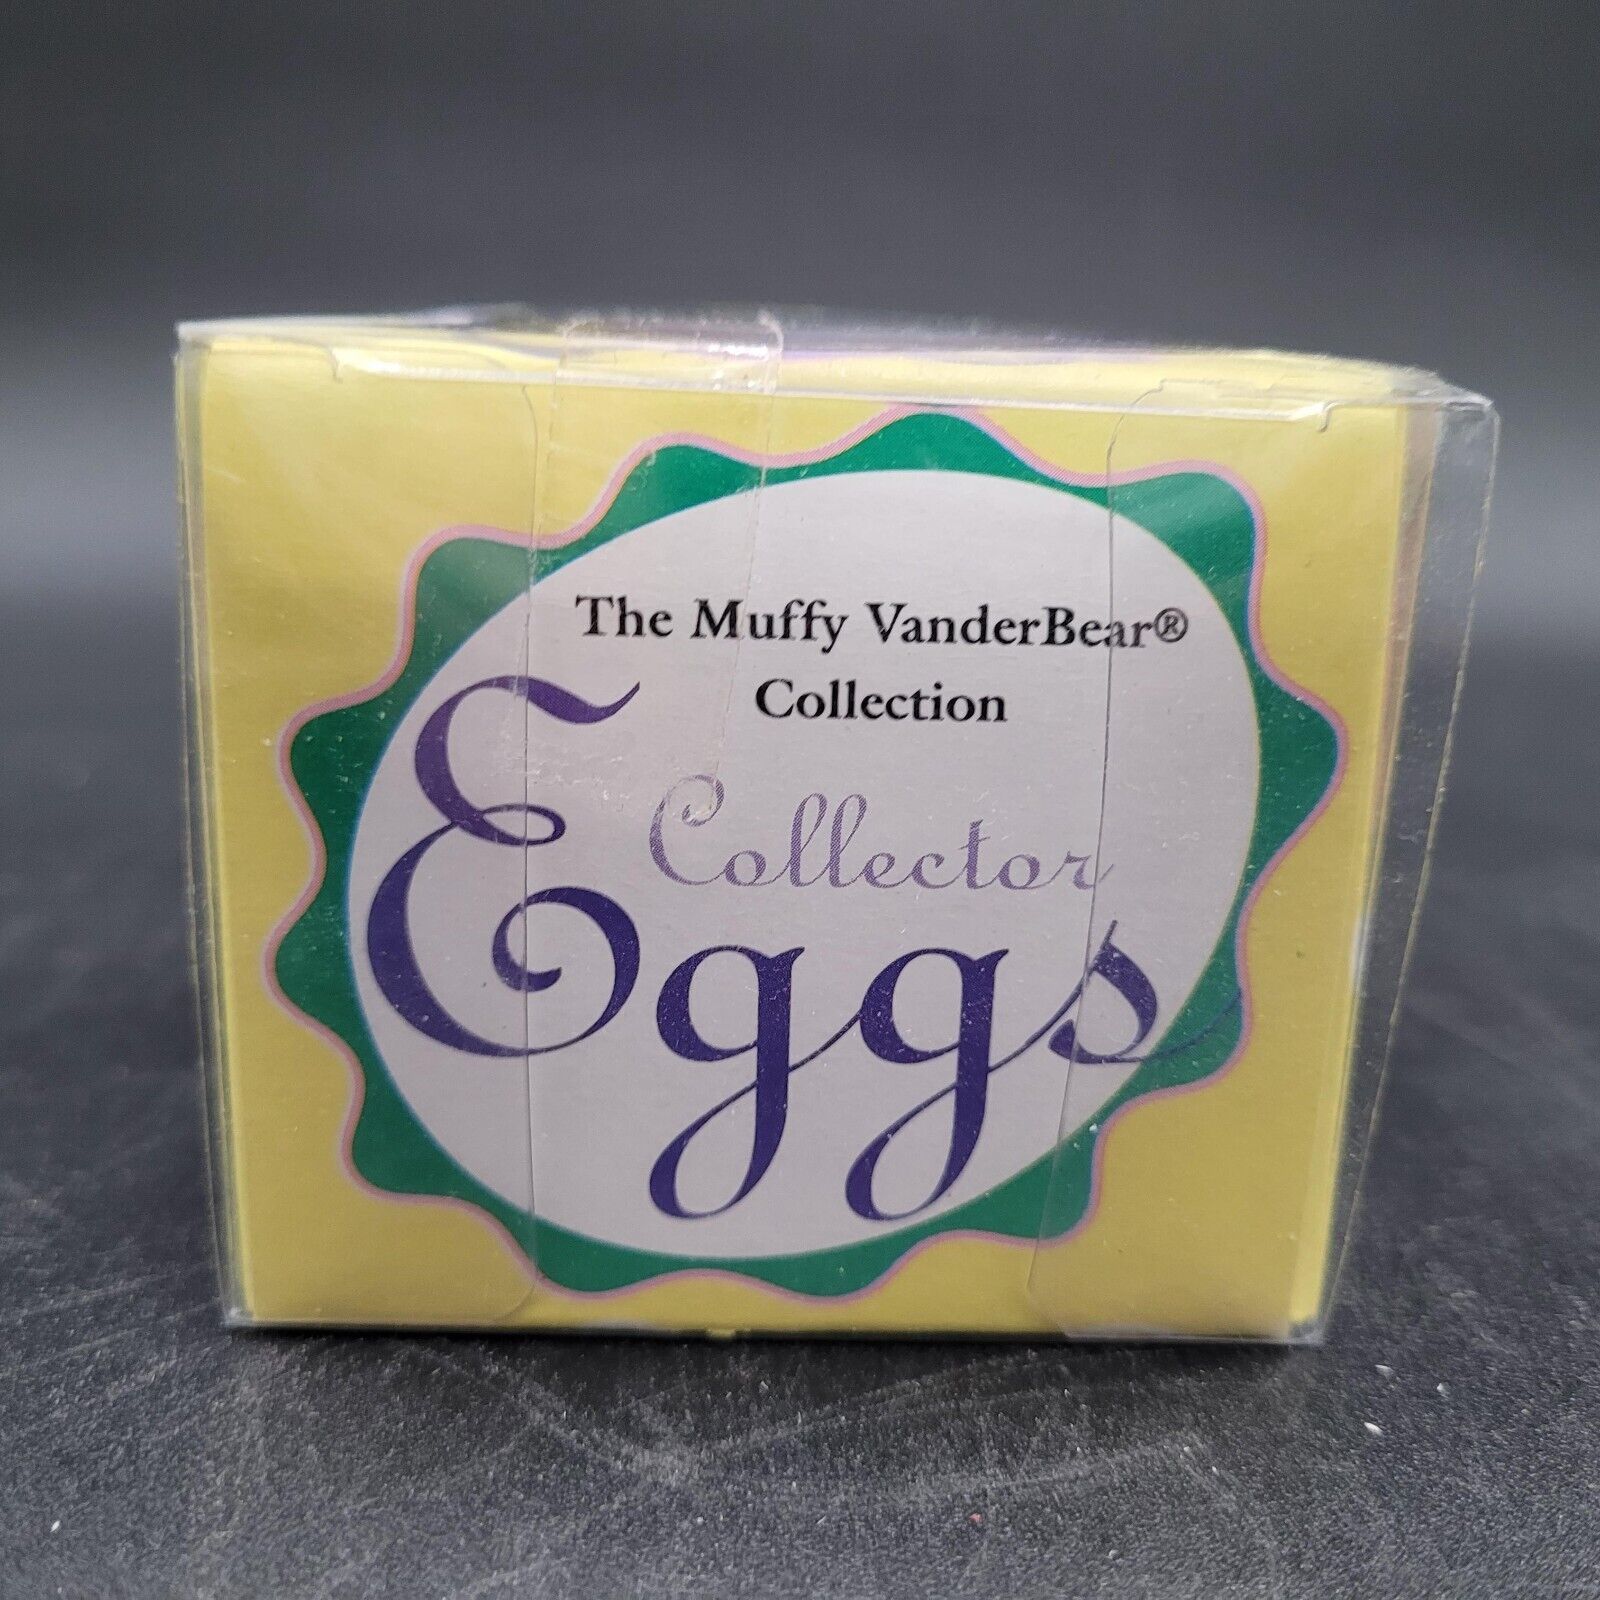 The Muffy VanderBear®
Collection
Collector
Eggs